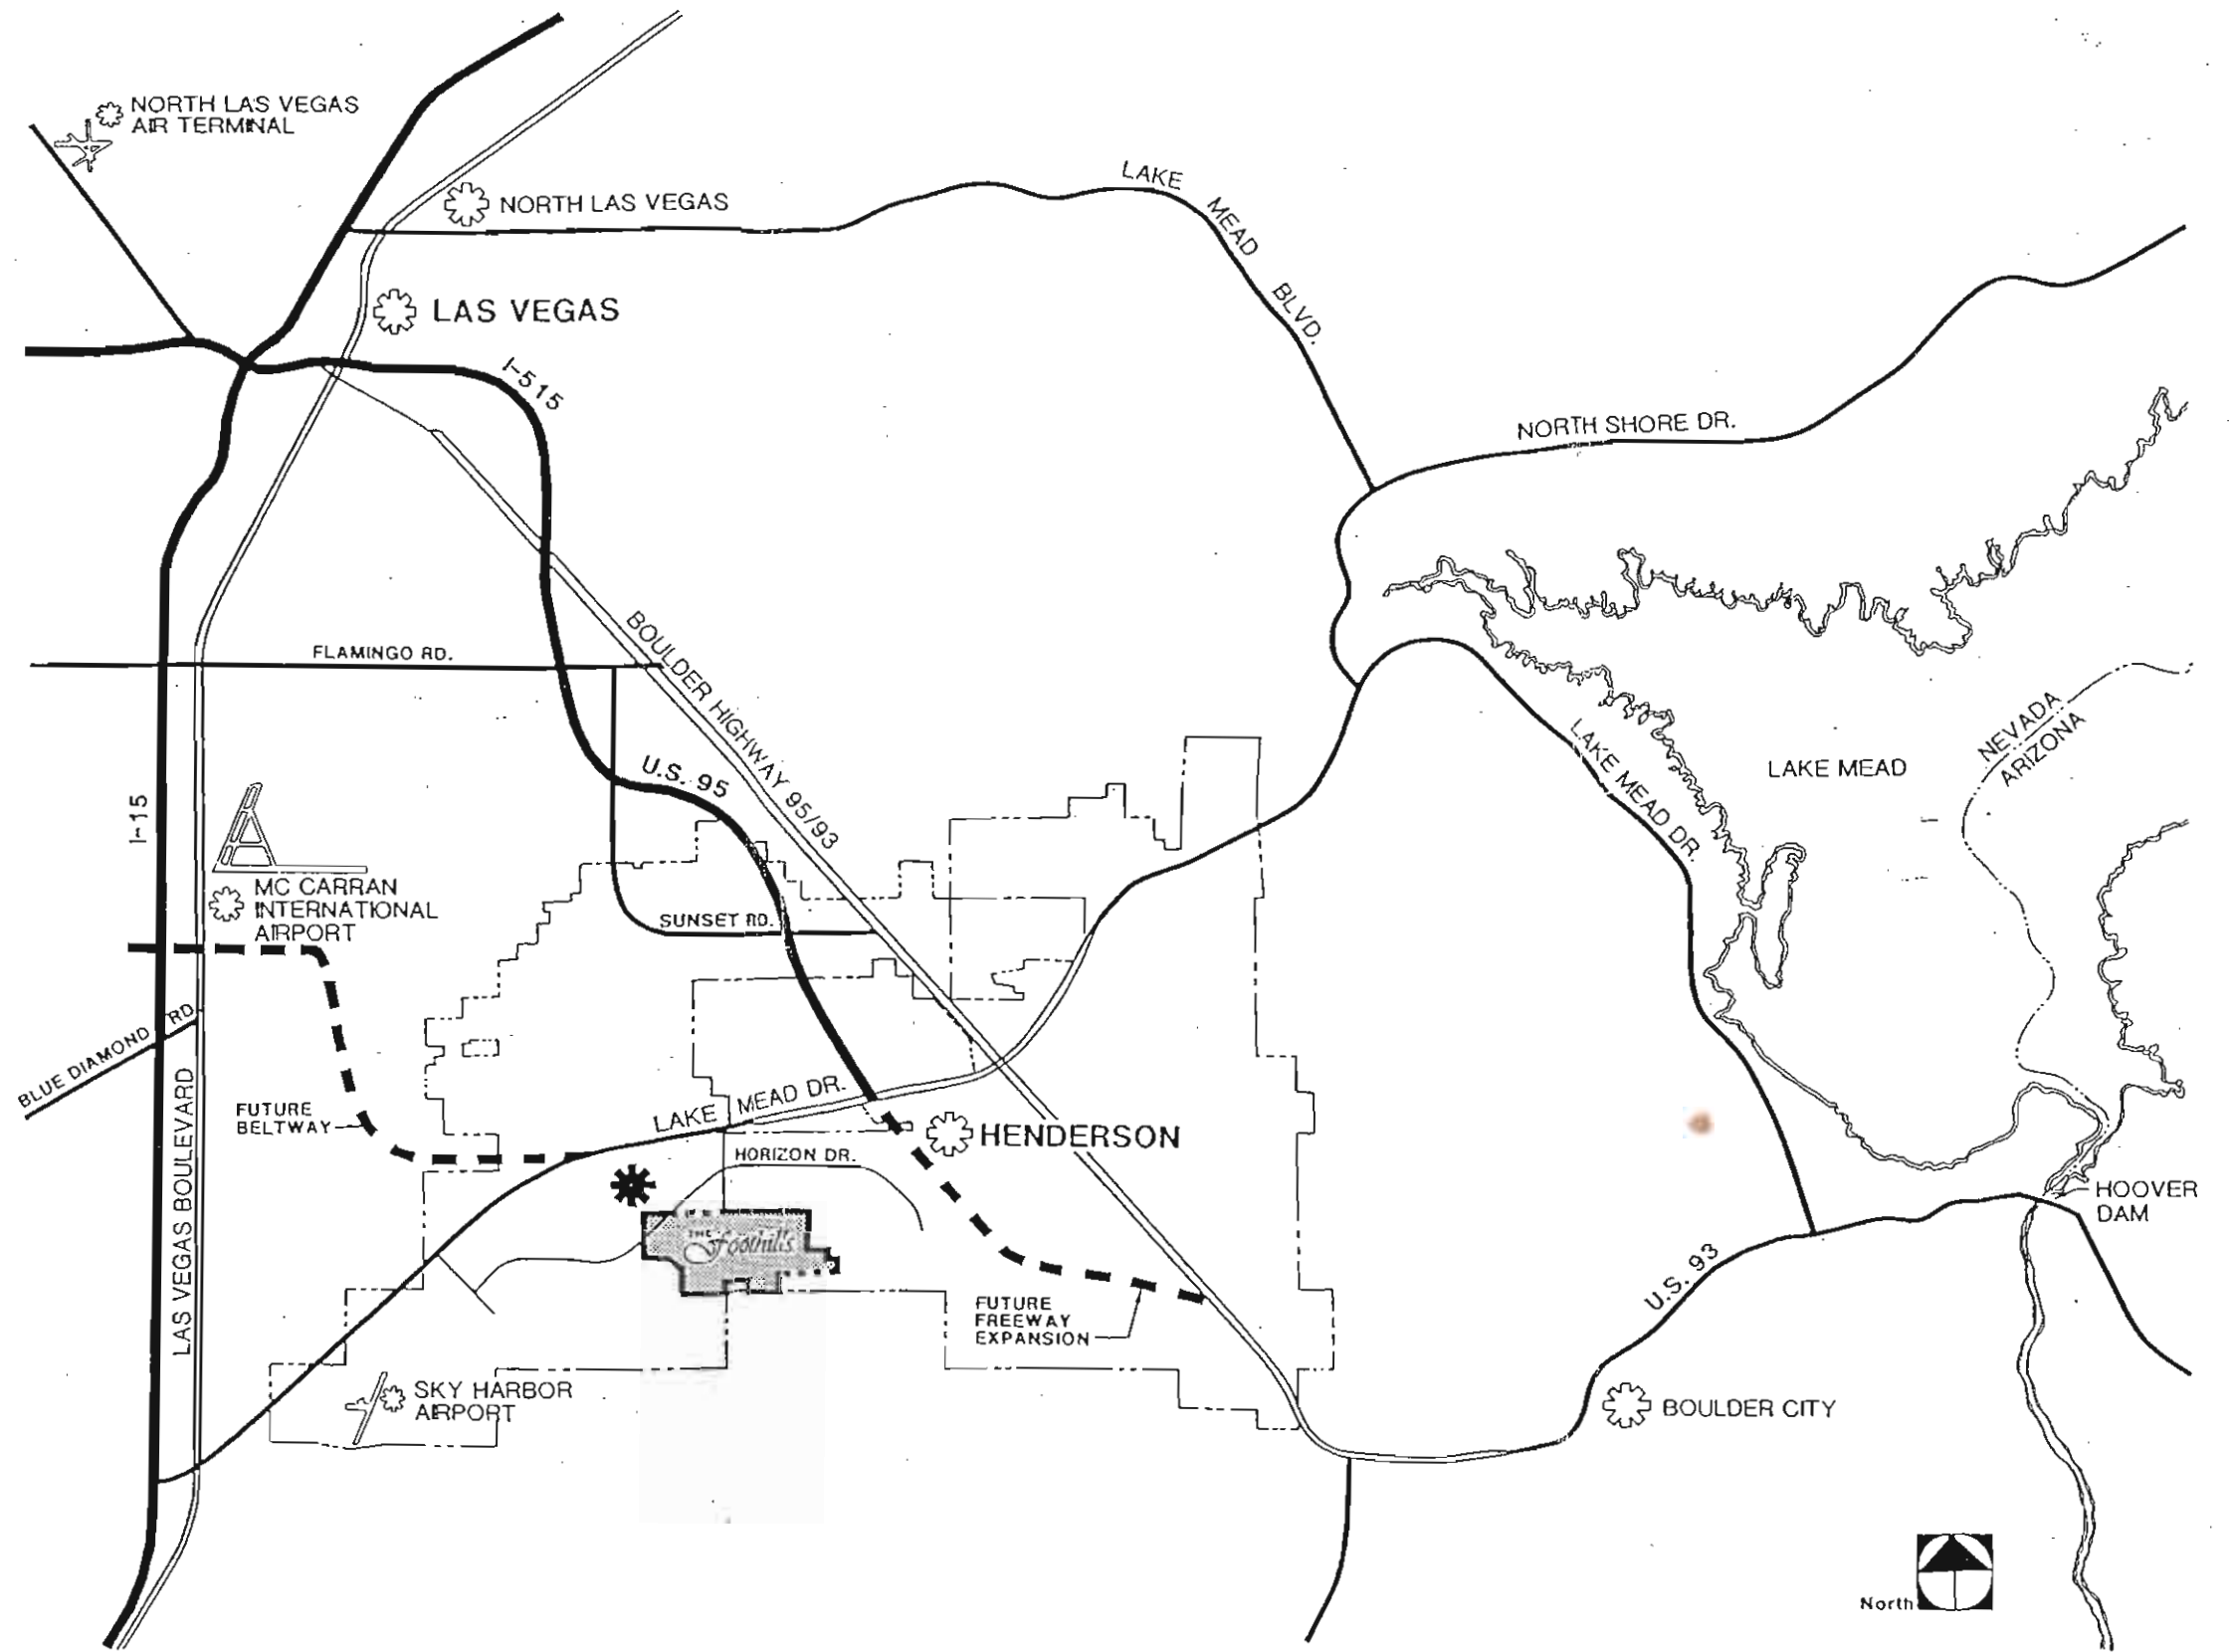 NORTH LAS VEGAS
AIR TERMINAL
NORTH LAS VEGAS
LAKE MEAD BLVD.
LAS VEGAS
I-515
NORTH SHORE DR.
FLAMINGO RD.
BOULDER HIGHWAY 95/93
U.S. 95
LAKE MEAD DR.
LAKE MEAD
NEVADA
ARIZONA
I-15
MC CARRAN
INTERNATIONAL
AIRPORT
SUNSET RD.
BLUE DIAMOND RD
LAS VEGAS BOULEVARD
FUTURE
BELTWAY
LAKE MEAD DR.
HENDERSON
HORIZON DR.
THE
Foothills
HOOVER
DAM
U.S. 93
FUTURE
FREEWAY
EXPANSION
SKY HARBOR
AIRPORT
BOULDER CITY
North